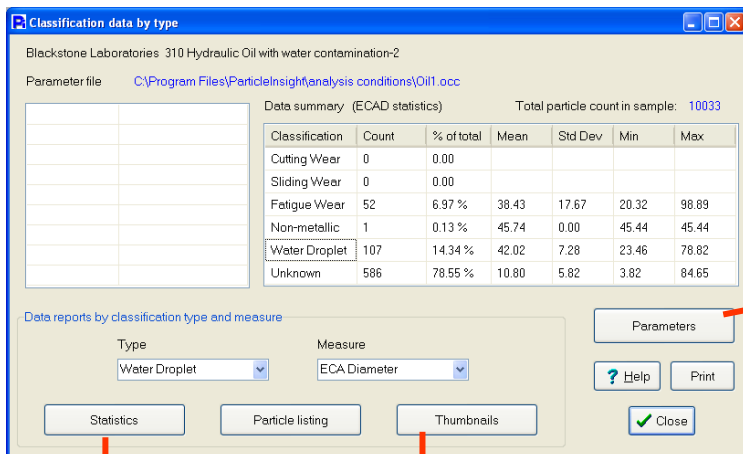 Classification data by type
Blackstone Laboratories 310 Hydraulic Oil with water contamination-2
Parameter file C:\Program Files\ParticleInsight\analysis conditions\Oil1.occ
Data summary (ECAD statistics) Total particle count in sample: 10033
Classification Count % of total Mean Std Dev Min Max
Cutting Wear 0 0.00
Sliding Wear 0 0.00
Fatigue Wear 52 6.97 % 38.43 17.67 20.32 98.89
Non-metallic 1 0.13 % 45.74 0.00 45.44 45.44
Water Droplet 107 14.34 % 42.02 7.28 23.46 78.82
Unknown 586 78.55 % 10.80 5.82 3.82 84.65
Data reports by classification type and measure
Type Measure
Water Droplet ECA Diameter
Statistics Particle listing Thumbnails
Parameters
? Help Print
Close